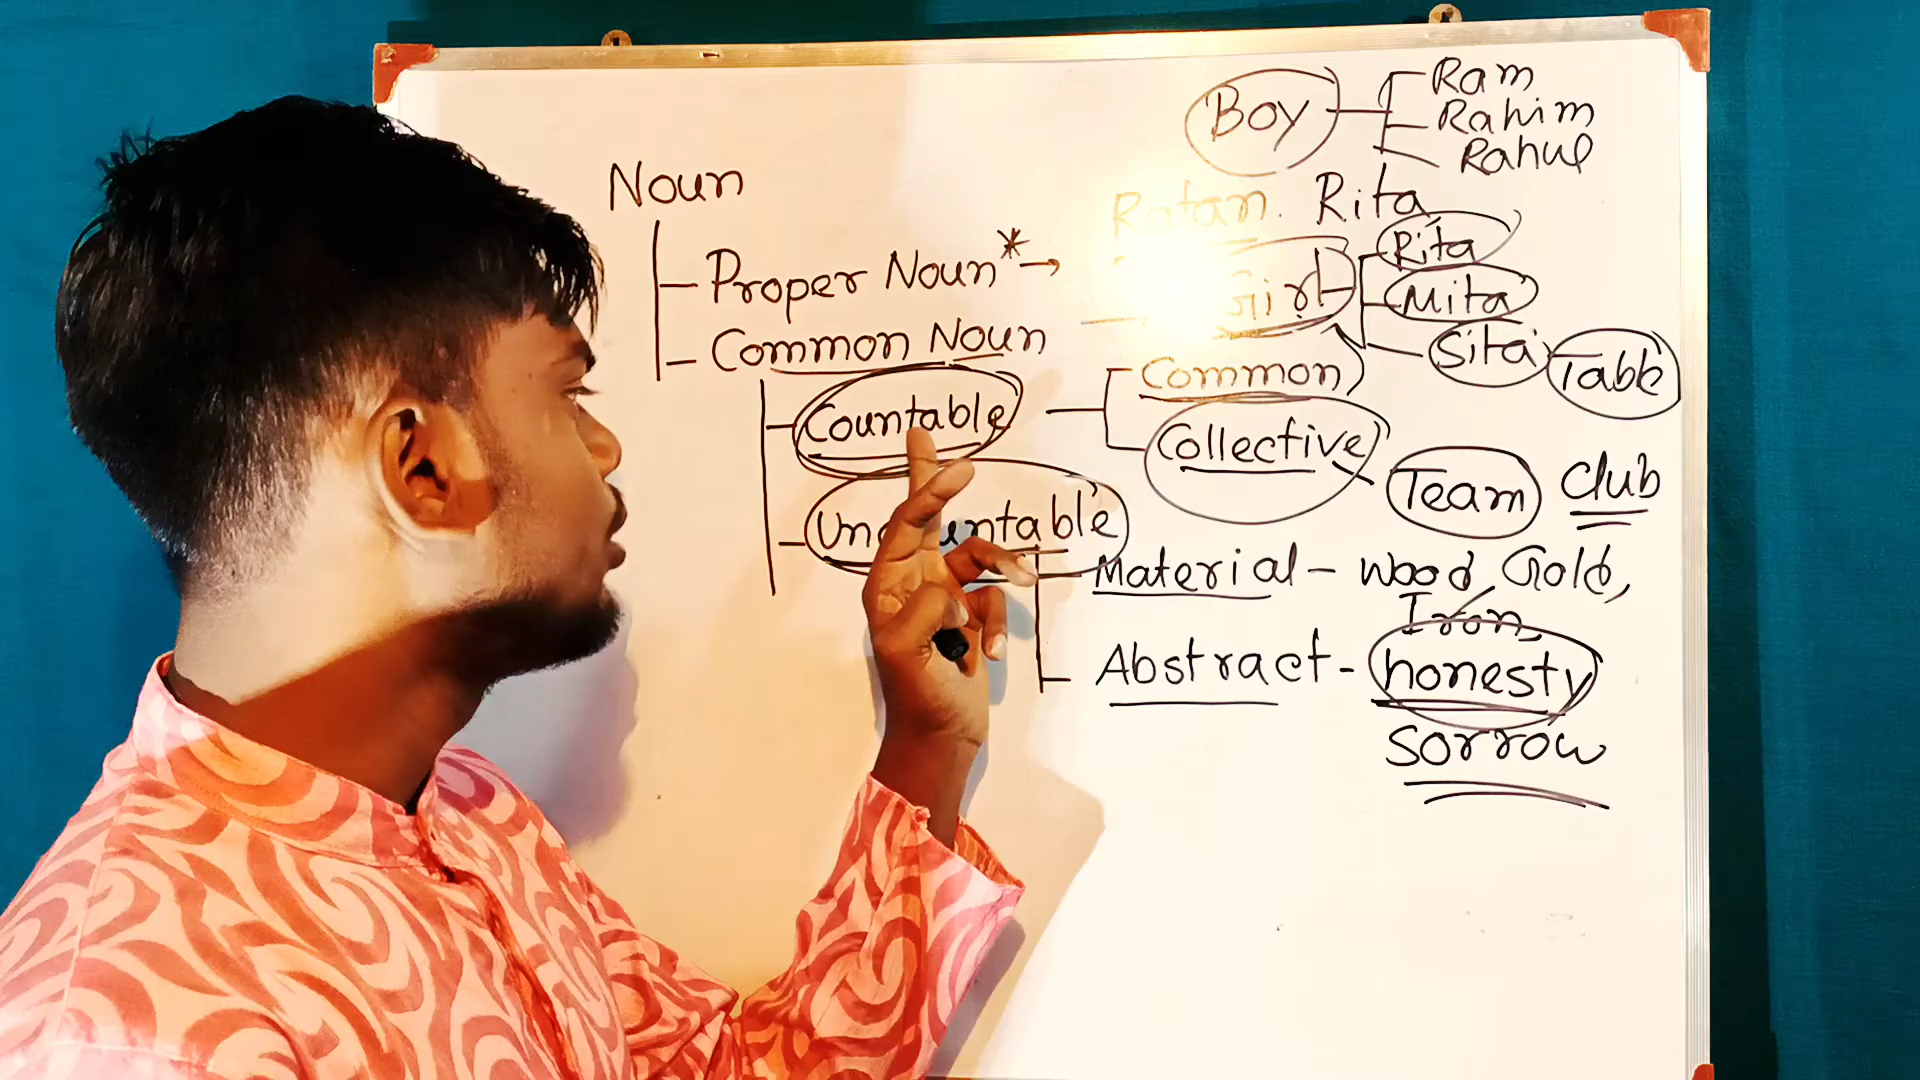 Boy Ram
Rahim
Rahul
Noun
Ratan. Rita
Proper Noun* → Rita
Girl Mita
Common Noun Sita Table
Countable Common
Collective
Team Club
Uncountable
Material - Wood, Gold,
Iron,
Abstract - honesty
Sorrow